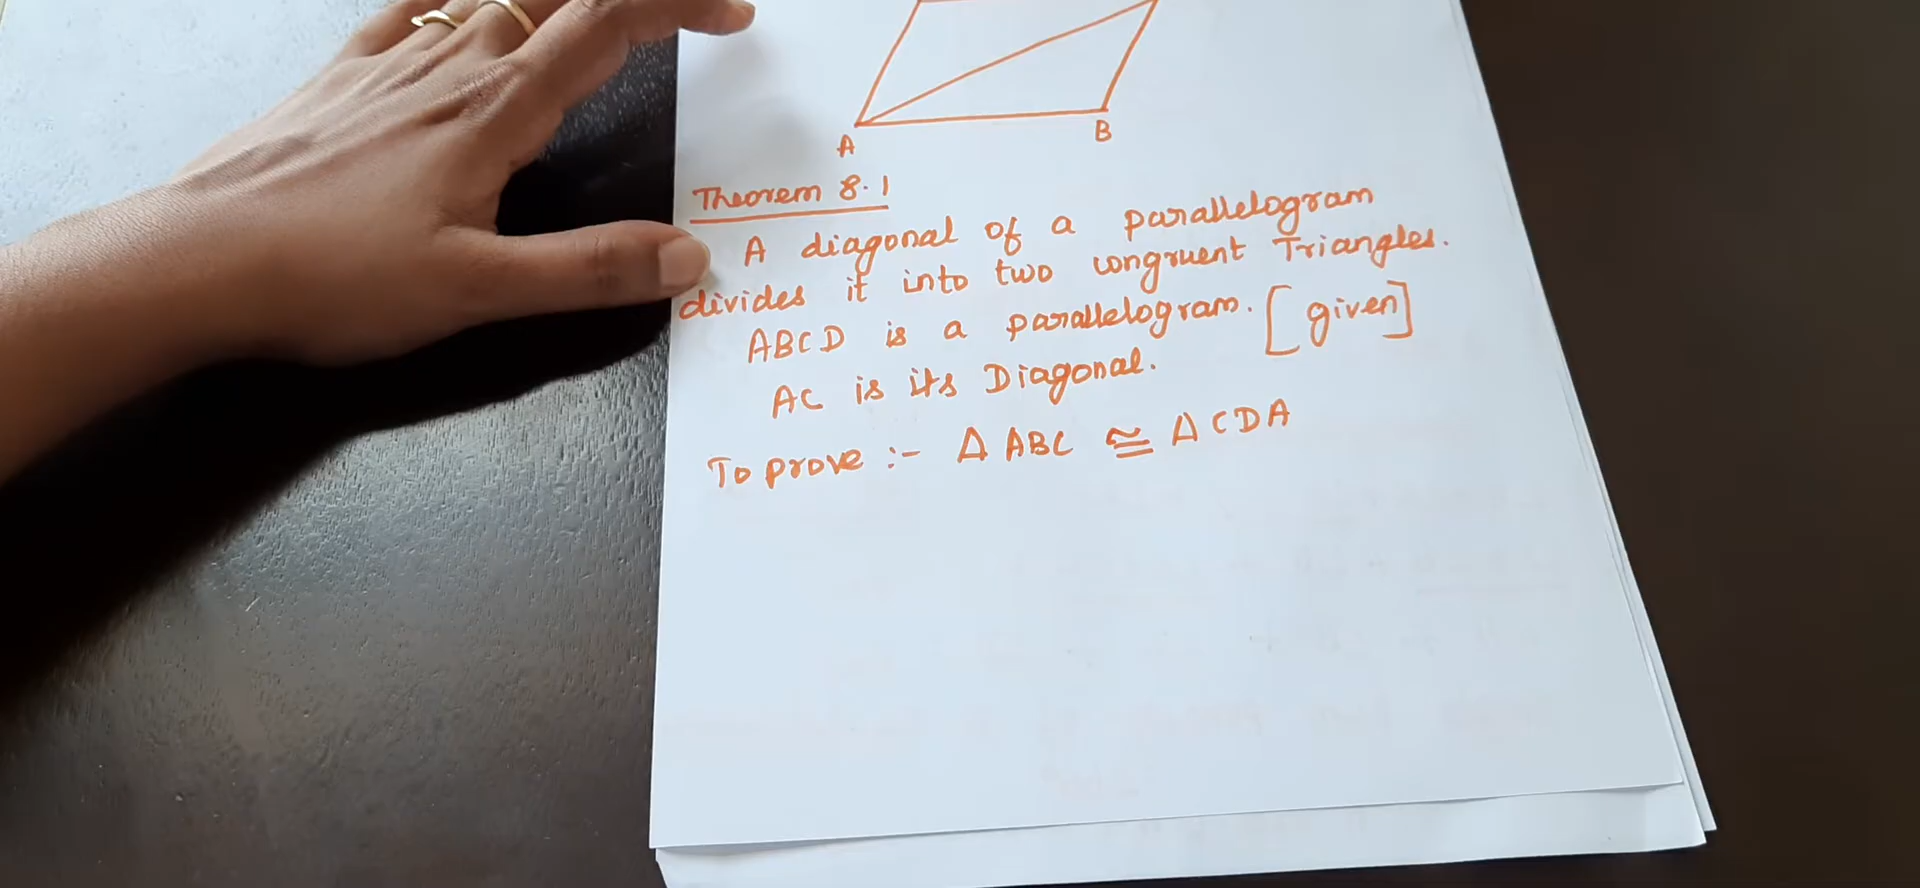 A
B
Theorem 8.1
A diagonal of a parallelogram
divides it into two congruent Triangles.
ABCD is a parallelogram. [given]
AC is its Diagonal.
To prove :- Δ ABC ≅ Δ CDA